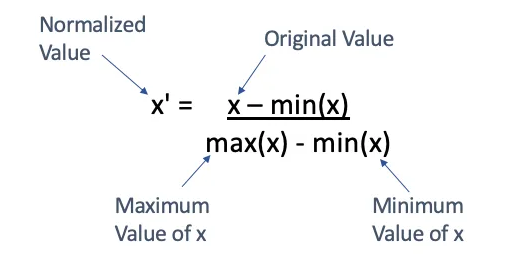 Normalized
Value
Original Value
x' = x – min(x)
max(x) - min(x)
Maximum
Value of x
Minimum
Value of x